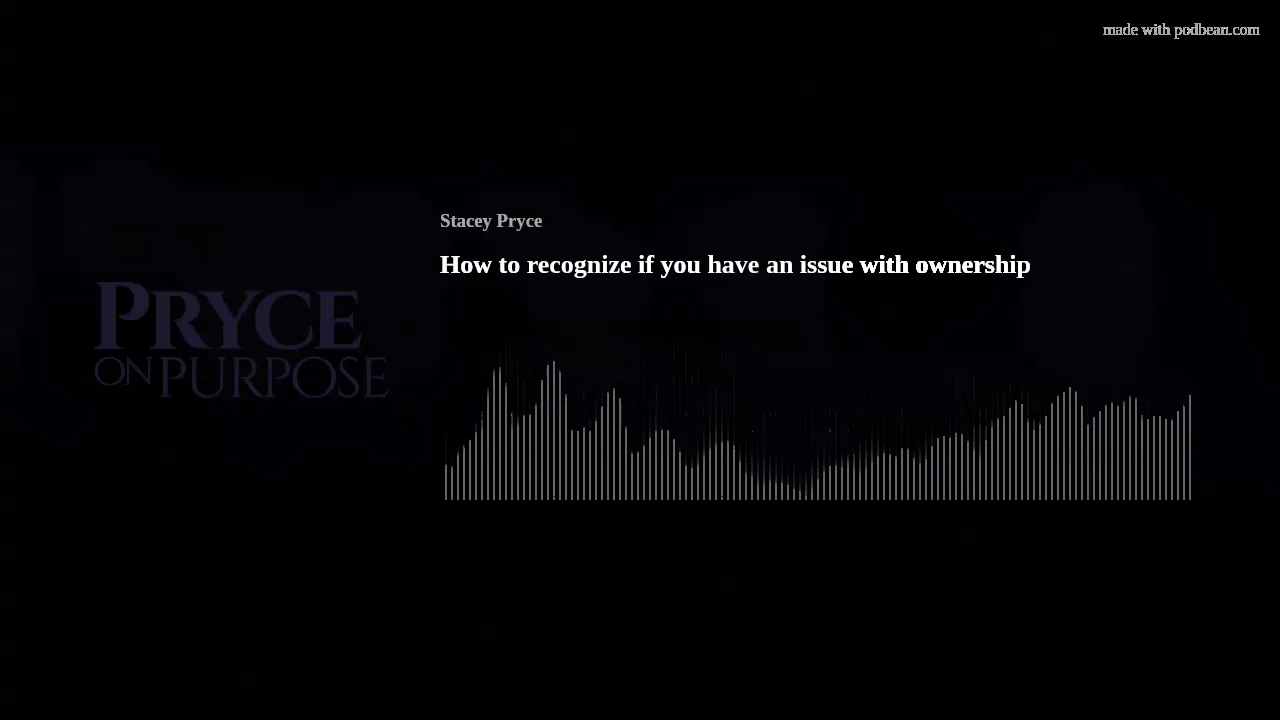 made with podbean.com
Stacey Pryce
How to recognize if you have an issue with ownership
PRYCE
ON PURPOSE